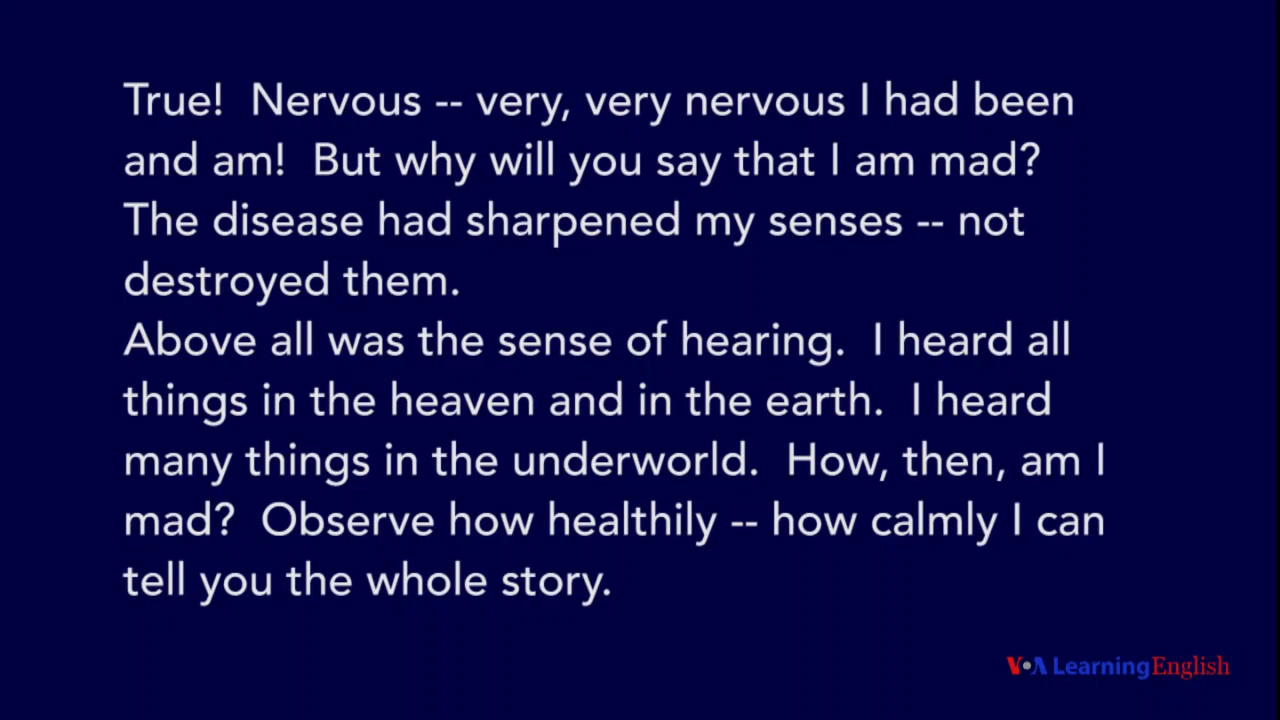 True!  Nervous -- very, very nervous I had been
and am!  But why will you say that I am mad?
The disease had sharpened my senses -- not
destroyed them.
Above all was the sense of hearing.  I heard all
things in the heaven and in the earth.  I heard
many things in the underworld.  How, then, am I
mad?  Observe how healthily -- how calmly I can
tell you the whole story.
VOA Learning English